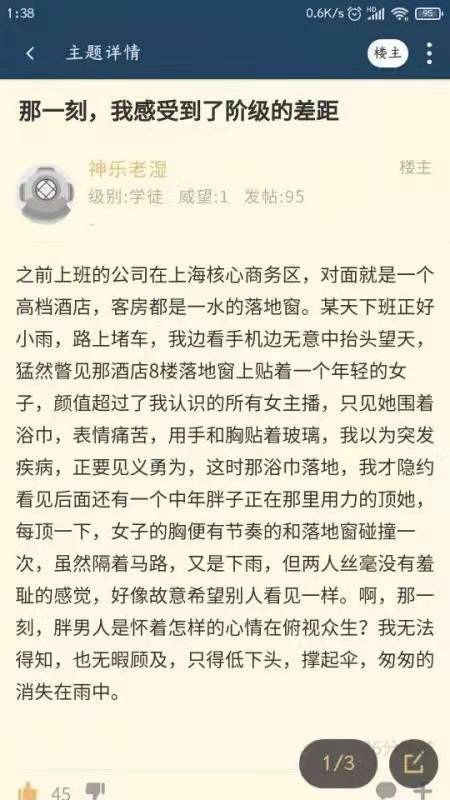 1:38
0.6K/s
HD
95
主题详情
楼主
那一刻，我感受到了阶级的差距
神乐老湿
楼主
级别:学徒 威望:1 发帖:95
-
之前上班的公司在上海核心商务区，对面就是一个
高档酒店，客房都是一水的落地窗。某天下班正好
小雨，路上堵车，我边看手机边无意中抬头望天，
猛然瞥见那酒店8楼落地窗上贴着一个年轻的女
子，颜值超过了我认识的所有女主播，只见她围着
浴巾，表情痛苦，用手和胸贴着玻璃，我以为突发
疾病，正要见义勇为，这时那浴巾落地，我才隐约
看见后面还有一个中年胖子正在那里用力的顶她，
每顶一下，女子的胸便有节奏的和落地窗碰撞一
次，虽然隔着马路，又是下雨，但两人丝毫没有羞
耻的感觉，好像故意希望别人看见一样。啊，那一
刻，胖男人是怀着怎样的心情在俯视众生？我无法
得知，也无暇顾及，只得低下头，撑起伞，匆匆的
消失在雨中。
1/3
45